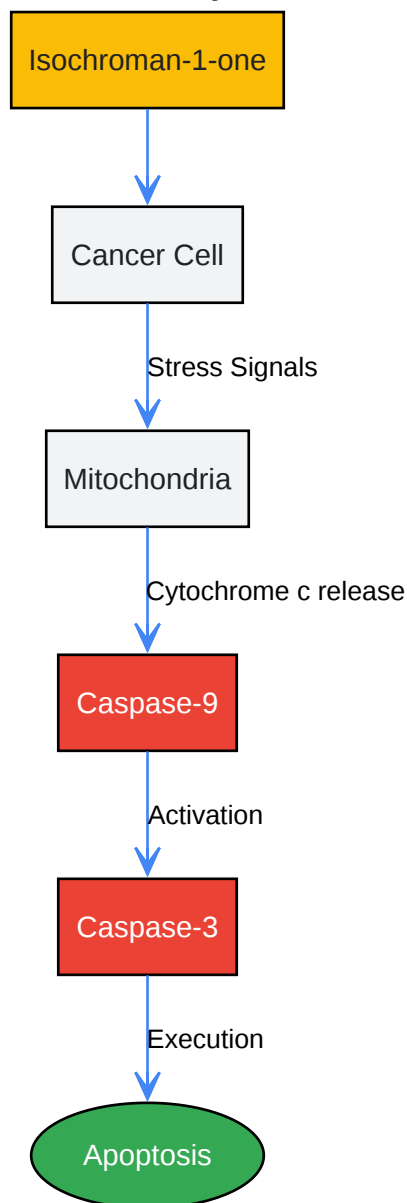 Isochroman-1-one
Cancer Cell
Stress Signals
Mitochondria
Cytochrome c release
Caspase-9
Activation
Caspase-3
Execution
Apoptosis